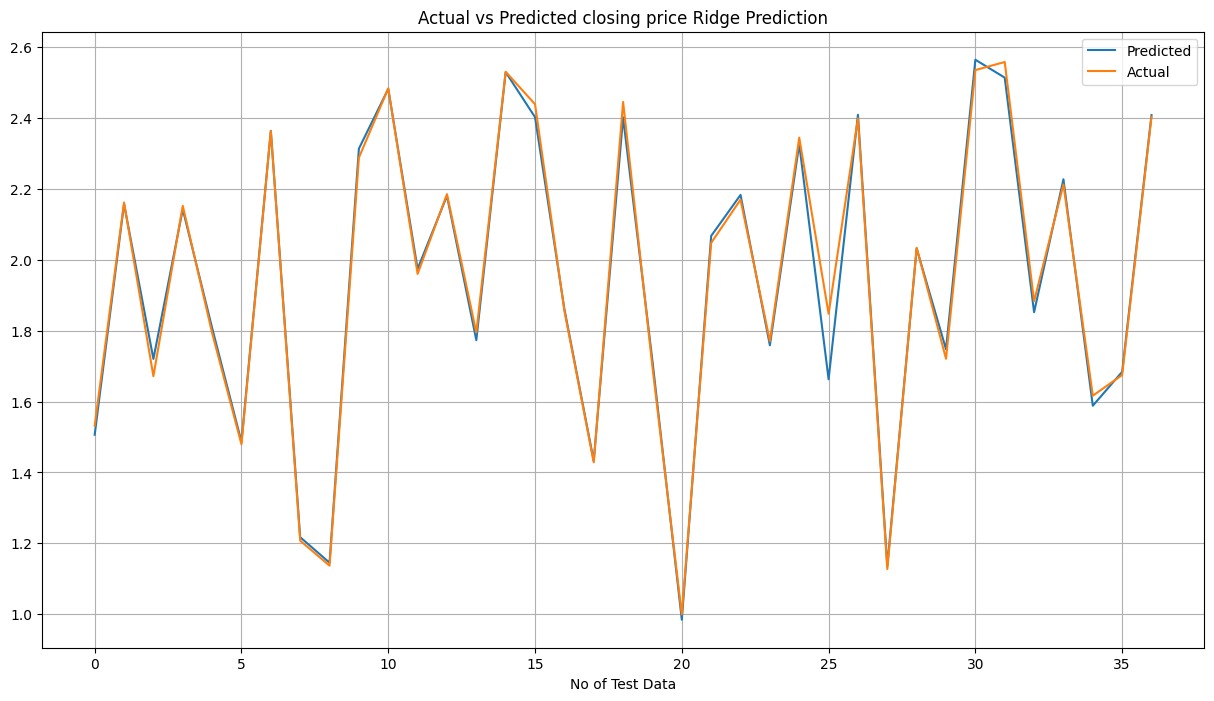 Actual vs Predicted closing price Ridge Prediction
Predicted
Actual
2.6
2.4
2.2
2.0
1.8
1.6
1.4
1.2
1.0
0 5 10 15 20 25 30 35
No of Test Data